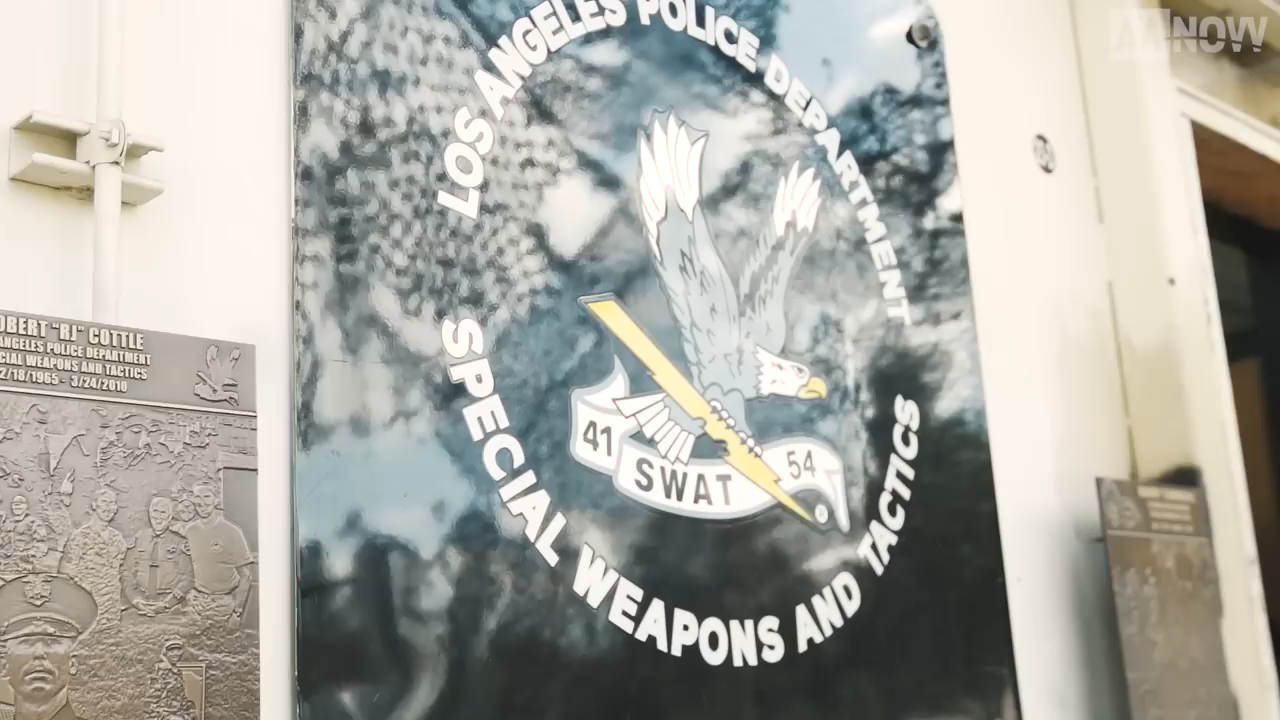 LOS ANGELES POLICE DEPARTMENT
41 SWAT 54
SPECIAL WEAPONS AND TACTICS
OBERT "RJ" COTTLE
ANGELES POLICE DEPARTMENT
CIAL WEAPONS AND TACTICS
2/18/1965 - 3/24/2010
NOW